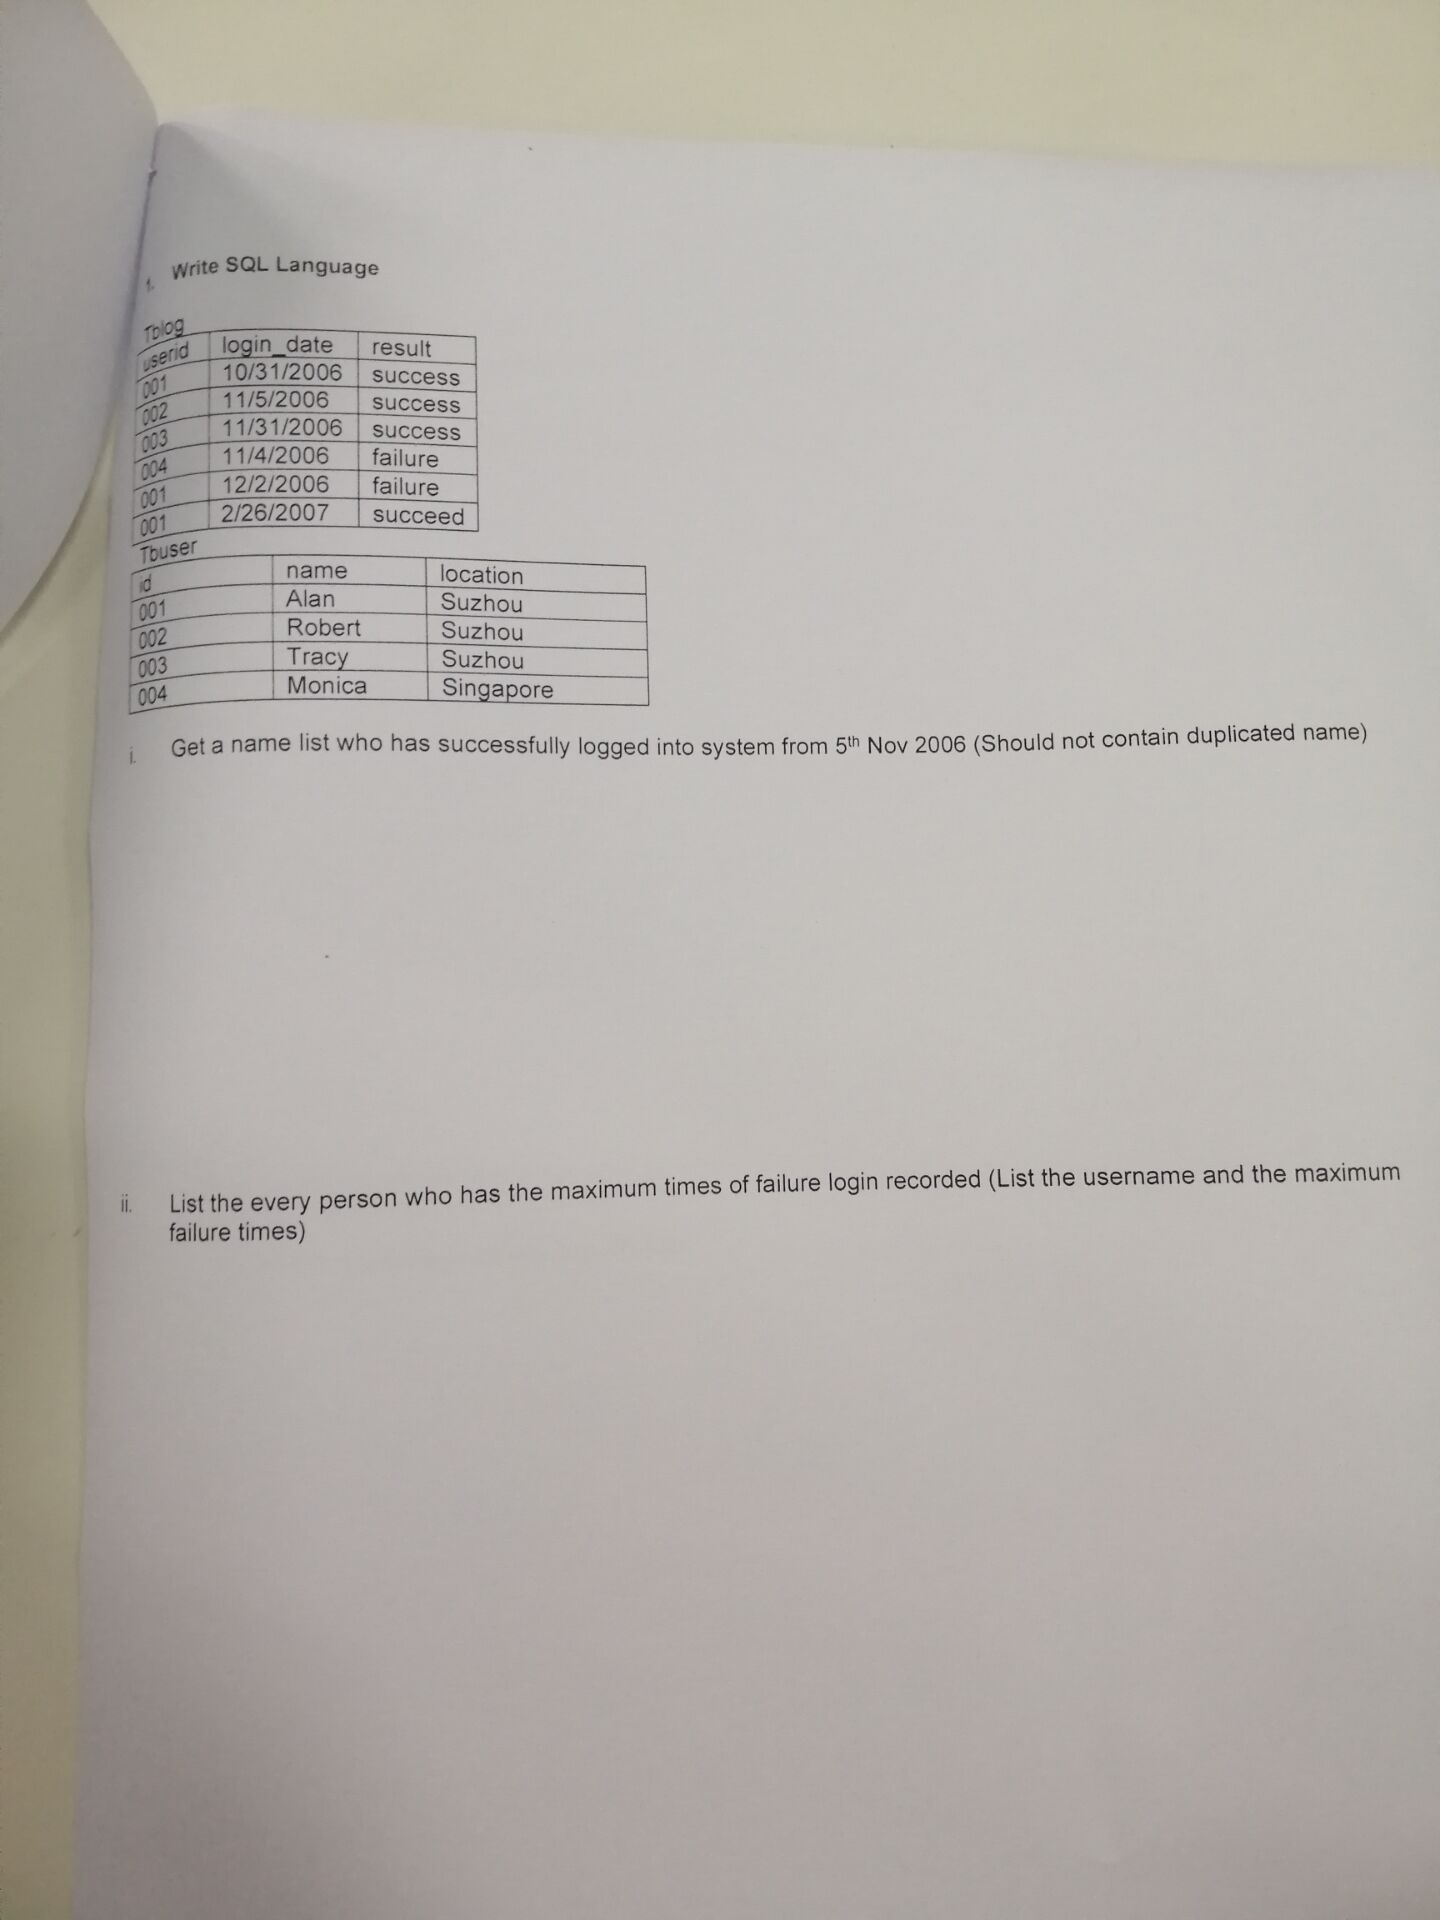 1. Write SQL Language
Tblog
userid login_date result
001 10/31/2006 success
002 11/5/2006 success
003 11/31/2006 success
004 11/4/2006 failure
001 12/2/2006 failure
001 2/26/2007 succeed
Tbuser
id name location
001 Alan Suzhou
002 Robert Suzhou
003 Tracy Suzhou
004 Monica Singapore
i. Get a name list who has successfully logged into system from 5th Nov 2006 (Should not contain duplicated name)
ii. List the every person who has the maximum times of failure login recorded (List the username and the maximum
failure times)